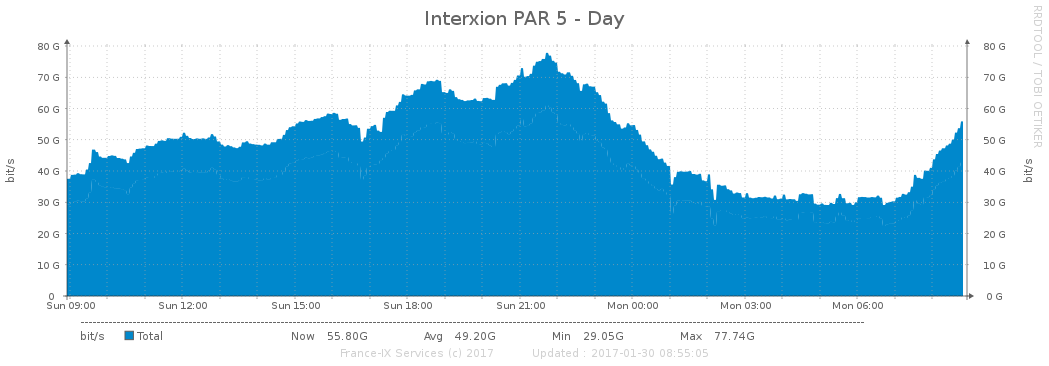 Interxion PAR 5 - Day
RRDTOOL / TOBI OETIKER
bit/s
80 G
70 G
60 G
50 G
40 G
30 G
20 G
10 G
0
80 G
70 G
60 G
50 G
40 G
30 G
20 G
10 G
0 G
bit/s
Sun 09:00 Sun 12:00 Sun 15:00 Sun 18:00 Sun 21:00 Mon 00:00 Mon 03:00 Mon 06:00
bit/s Total Now 55.80G Avg 49.20G Min 29.05G Max 77.74G
France-IX Services (c) 2017 Updated : 2017-01-30 08:55:05